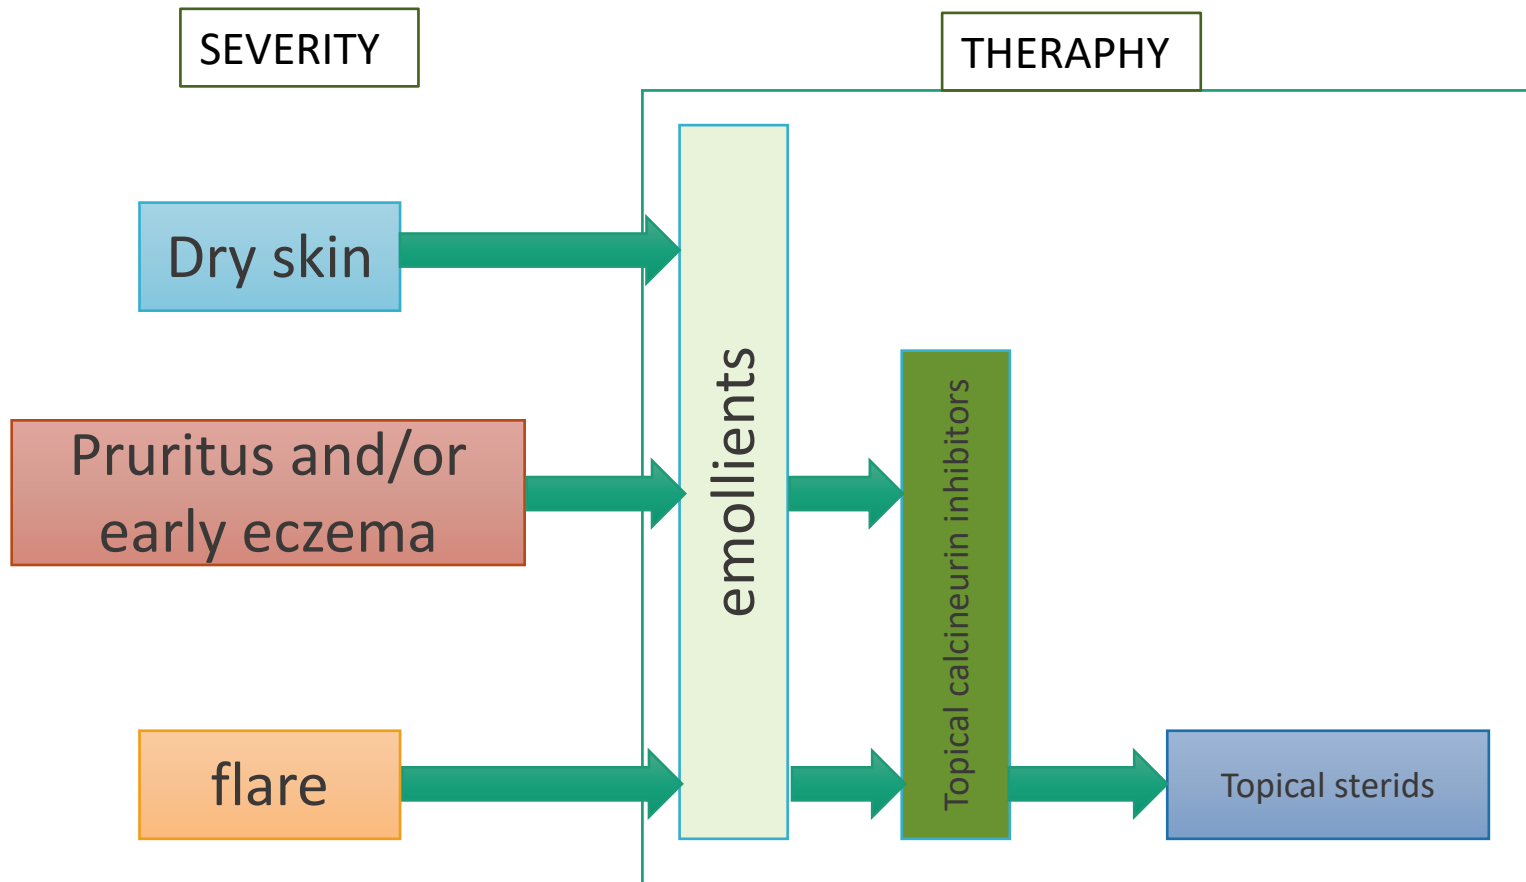 SEVERITY
THERAPHY
Dry skin
Pruritus and/or
early eczema
flare
emollients
Topical calcineurin inhibitors
Topical sterids